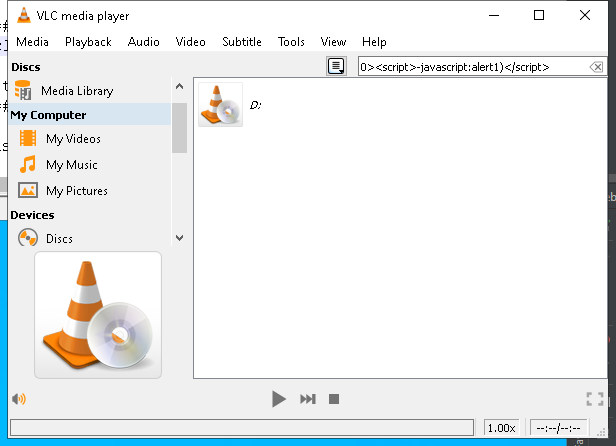 VLC media player
Media Playback Audio Video Subtitle Tools View Help
Discs
0><script>-javascript:alert1)</script>
Media Library
D:
My Computer
My Videos
My Music
My Pictures
Devices
Discs
1.00x --:--/--:--